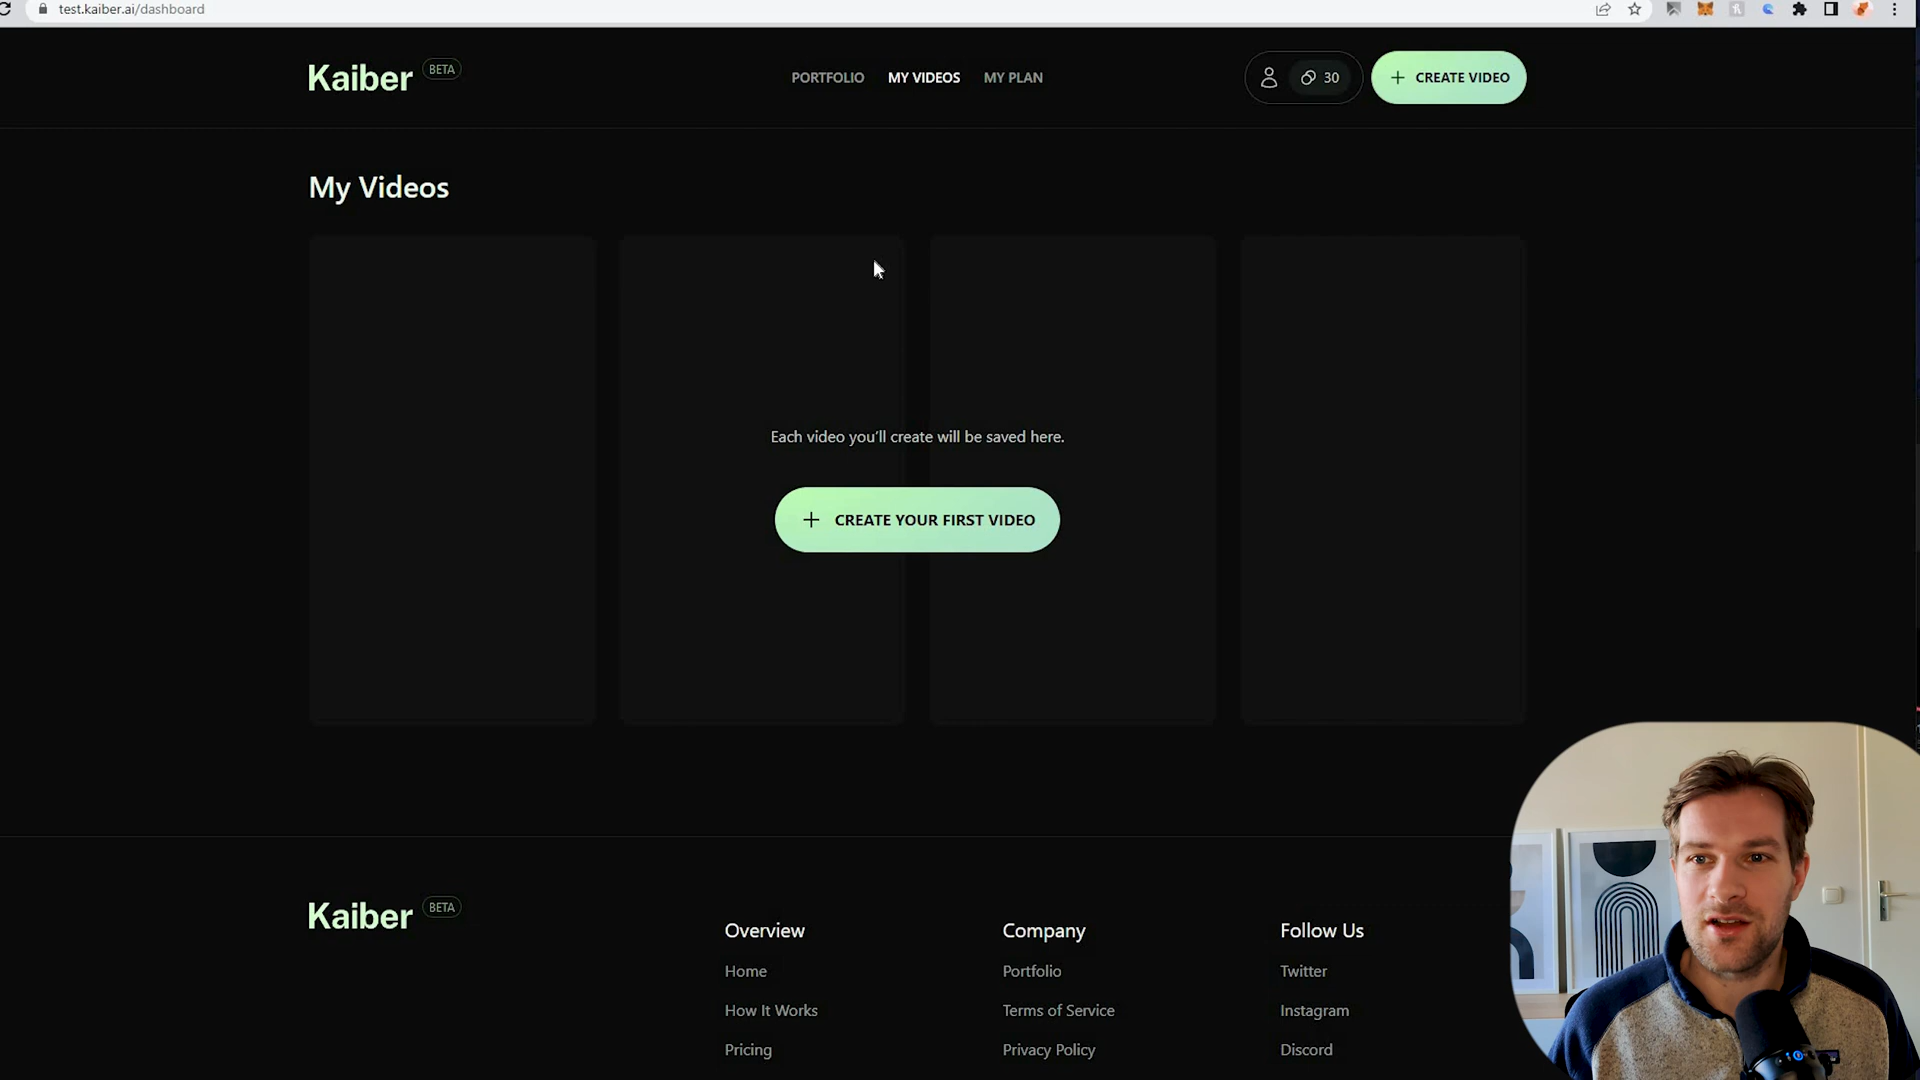 test.kaiber.ai/dashboard
Kaiber BETA
PORTFOLIO MY VIDEOS MY PLAN
30
+ CREATE VIDEO
My Videos
Each video you'll create will be saved here.
+ CREATE YOUR FIRST VIDEO
Kaiber BETA
Overview
Home
How It Works
Pricing
Company
Portfolio
Terms of Service
Privacy Policy
Follow Us
Twitter
Instagram
Discord